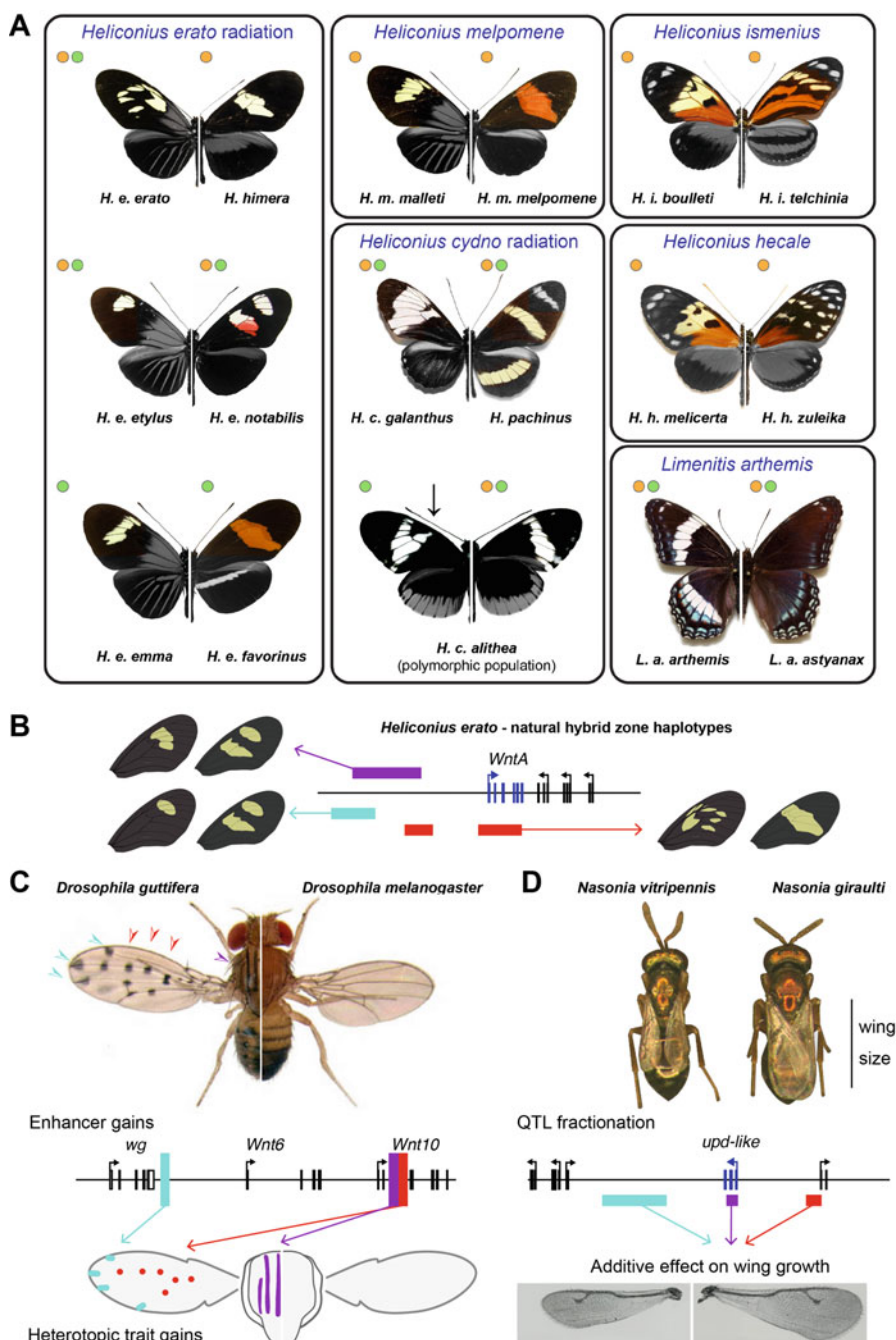 A
Heliconius erato radiation
Heliconius melpomene
Heliconius ismenius
H. e. erato H. himera
H. m. malleti H. m. melpomene
H. i. boulleti H. i. telchinia
Heliconius cydno radiation
Heliconius hecale
H. e. etylus H. e. notabilis
H. c. galanthus H. pachinus
H. h. melicerta H. h. zuleika
Limenitis arthemis
H. e. emma H. e. favorinus
H. c. alithea
(polymorphic population)
L. a. arthemis L. a. astyanax
B
Heliconius erato - natural hybrid zone haplotypes
WntA
C
Drosophila guttifera Drosophila melanogaster
Enhancer gains
wg Wnt6 Wnt10
Heterotopic trait gains
D
Nasonia vitripennis Nasonia giraulti
wing
size
QTL fractionation
upd-like
Additive effect on wing growth